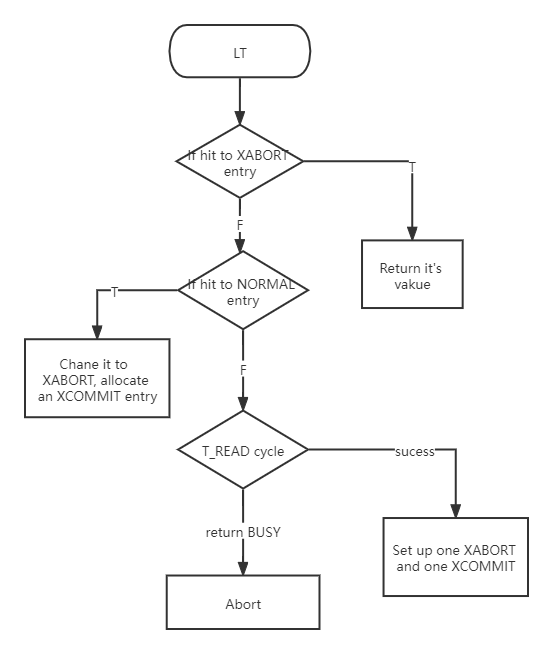 LT
If hit to XABORT
entry
T
F
Return it's
vakue
If hit to NORMAL
entry
T
Chane it to
XABORT, allocate
an XCOMMIT entry
F
T_READ cycle
sucess
return BUSY
Set up one XABORT
and one XCOMMIT
Abort